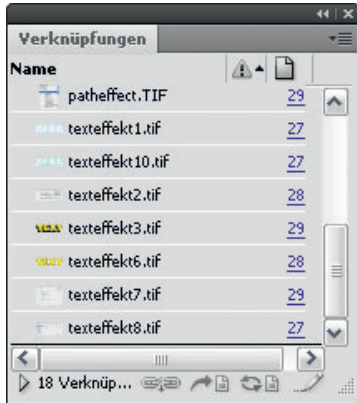 Verknüpfungen
Name
patheffect.TIF 29
texteffekt1.tif 27
texteffekt10.tif 27
texteffekt2.tif 28
texteffekt3.tif 29
texteffekt6.tif 28
texteffekt7.tif 29
texteffekt8.tif 27
18 Verknüp...